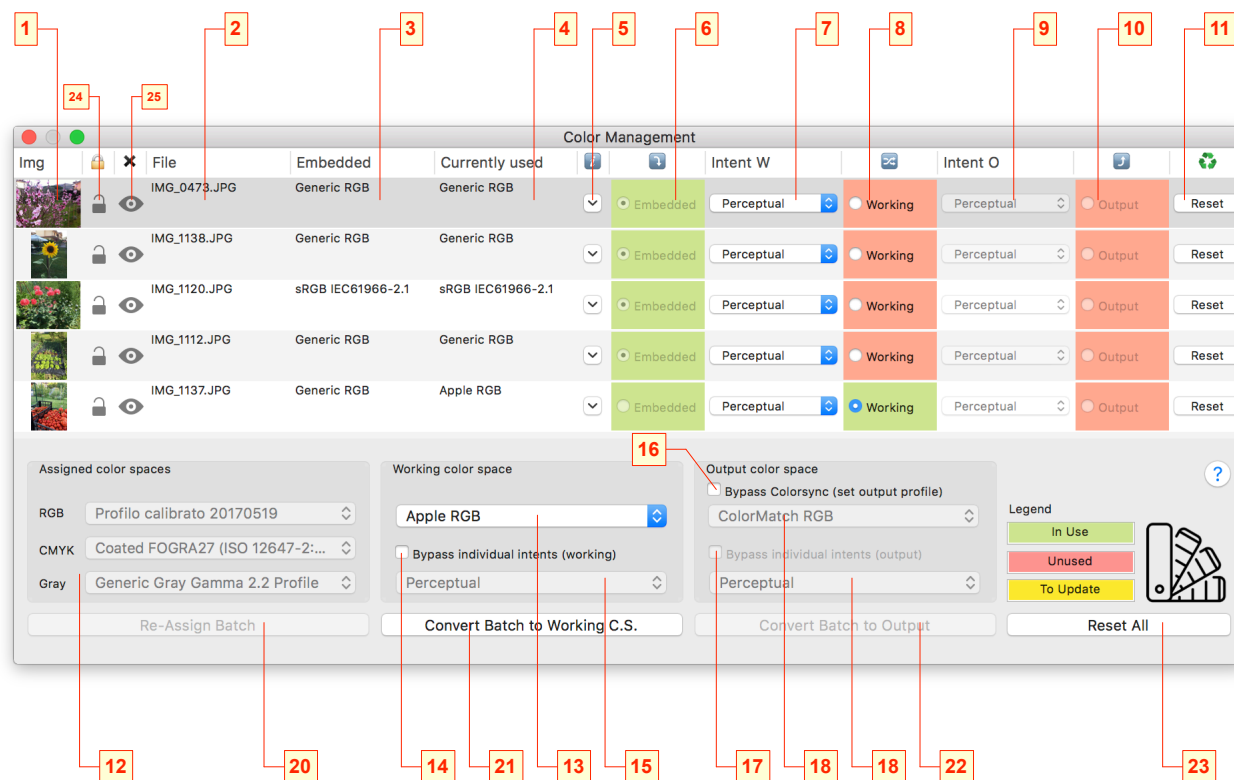 1 2 3 4 5 6 7 8 9 10 11
24 25
Color Management
Img File Embedded Currently used Intent W Intent O
IMG_0473.JPG Generic RGB Generic RGB Embedded Perceptual Working Perceptual Output Reset
IMG_1138.JPG Generic RGB Generic RGB Embedded Perceptual Working Perceptual Output Reset
IMG_1120.JPG sRGB IEC61966-2.1 sRGB IEC61966-2.1 Embedded Perceptual Working Perceptual Output Reset
IMG_1112.JPG Generic RGB Generic RGB Embedded Perceptual Working Perceptual Output Reset
IMG_1137.JPG Generic RGB Apple RGB Embedded Perceptual Working Perceptual Output Reset
16
Assigned color spaces
RGB Profilo calibrato 20170519
CMYK Coated FOGRA27 (ISO 12647-2:...
Gray Generic Gray Gamma 2.2 Profile
Re-Assign Batch
Working color space
Apple RGB
Bypass individual intents (working)
Perceptual
Convert Batch to Working C.S.
Output color space
Bypass Colorsync (set output profile)
ColorMatch RGB
Bypass individual intents (output)
Perceptual
Convert Batch to Output
?
Legend
In Use
Unused
To Update
Reset All
12 20 14 21 13 15 17 18 18 22 23